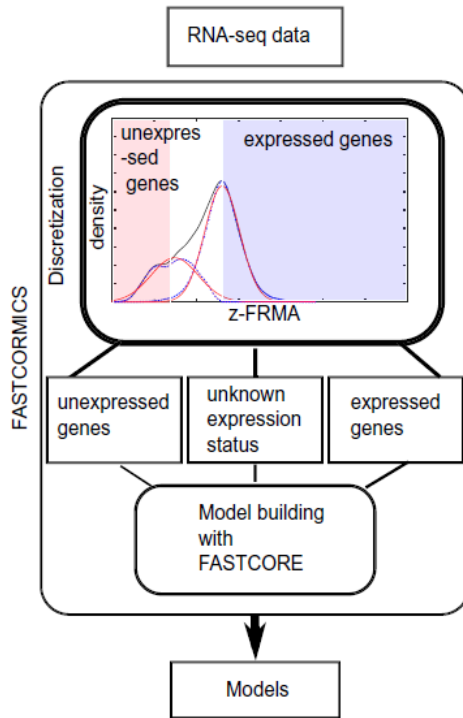 RNA-seq data
FASTCORMICS
Discretization
unexpres
-sed
genes
expressed genes
density
z-FRMA
unexpressed
genes
unknown
expression
status
expressed
genes
Model building
with
FASTCORE
Models